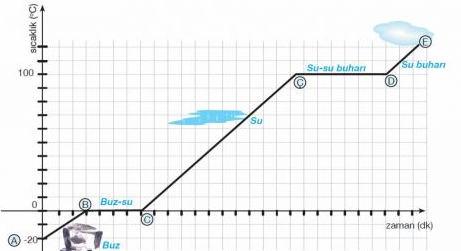 sıcaklık (°C)
E
Su-su buharı
Su buharı
100
Ç
D
Su
B
Buz-su
0
C
zaman (dk)
A
-20
Buz